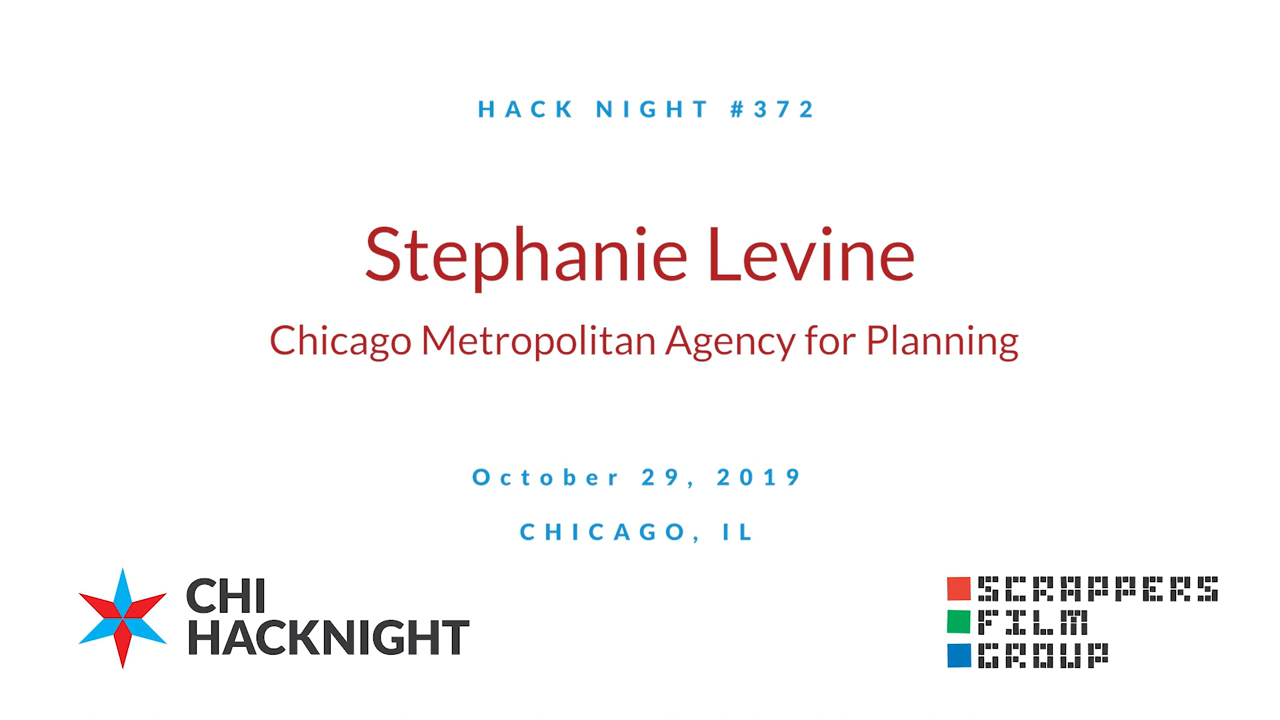 HACK NIGHT #372
Stephanie Levine
Chicago Metropolitan Agency for Planning
October 29, 2019
CHICAGO, IL
CHI
HACKNIGHT
SCRAPPERS
FILM
GROUP